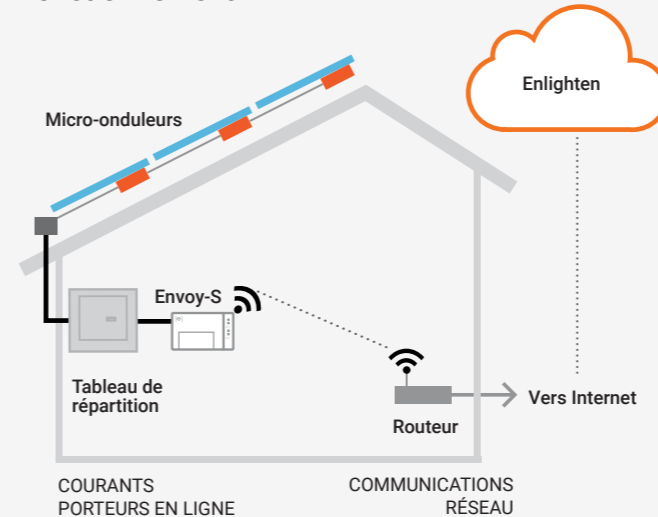 Enlighten
Micro-onduleurs
Envoy-S
Tableau de
répartition
Routeur
Vers Internet
COURANTS
PORTEURS EN LIGNE
COMMUNICATIONS
RÉSEAU